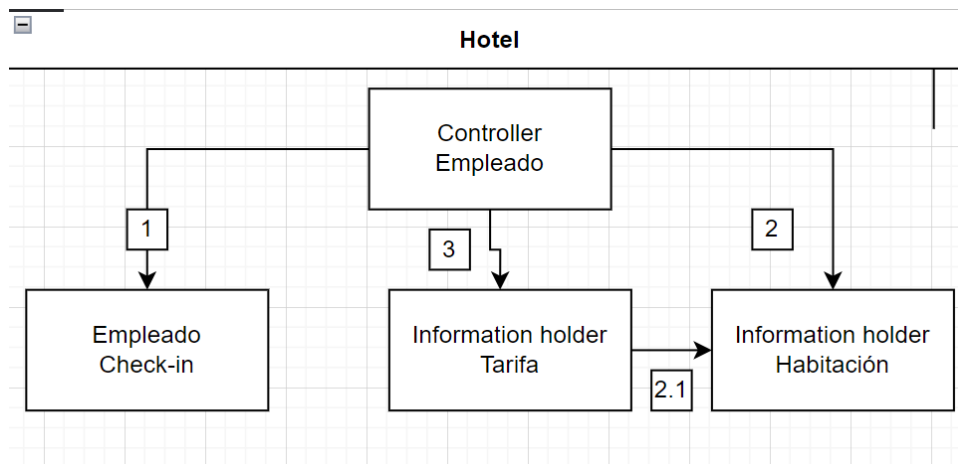 Hotel
Controller
Empleado
1
3
2
Empleado
Check-in
Information holder
Tarifa
2.1
Information holder
Habitación